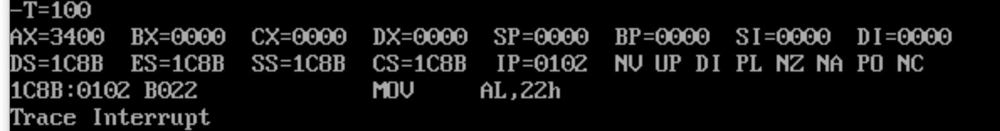 -T=100
AX=3400  BX=0000  CX=0000  DX=0000  SP=0000  BP=0000  SI=0000  DI=0000
DS=1C8B  ES=1C8B  SS=1C8B  CS=1C8B  IP=0102  NV UP DI PL NZ NA PO NC
1C8B:0102 B022              MOV     AL,22h
Trace Interrupt